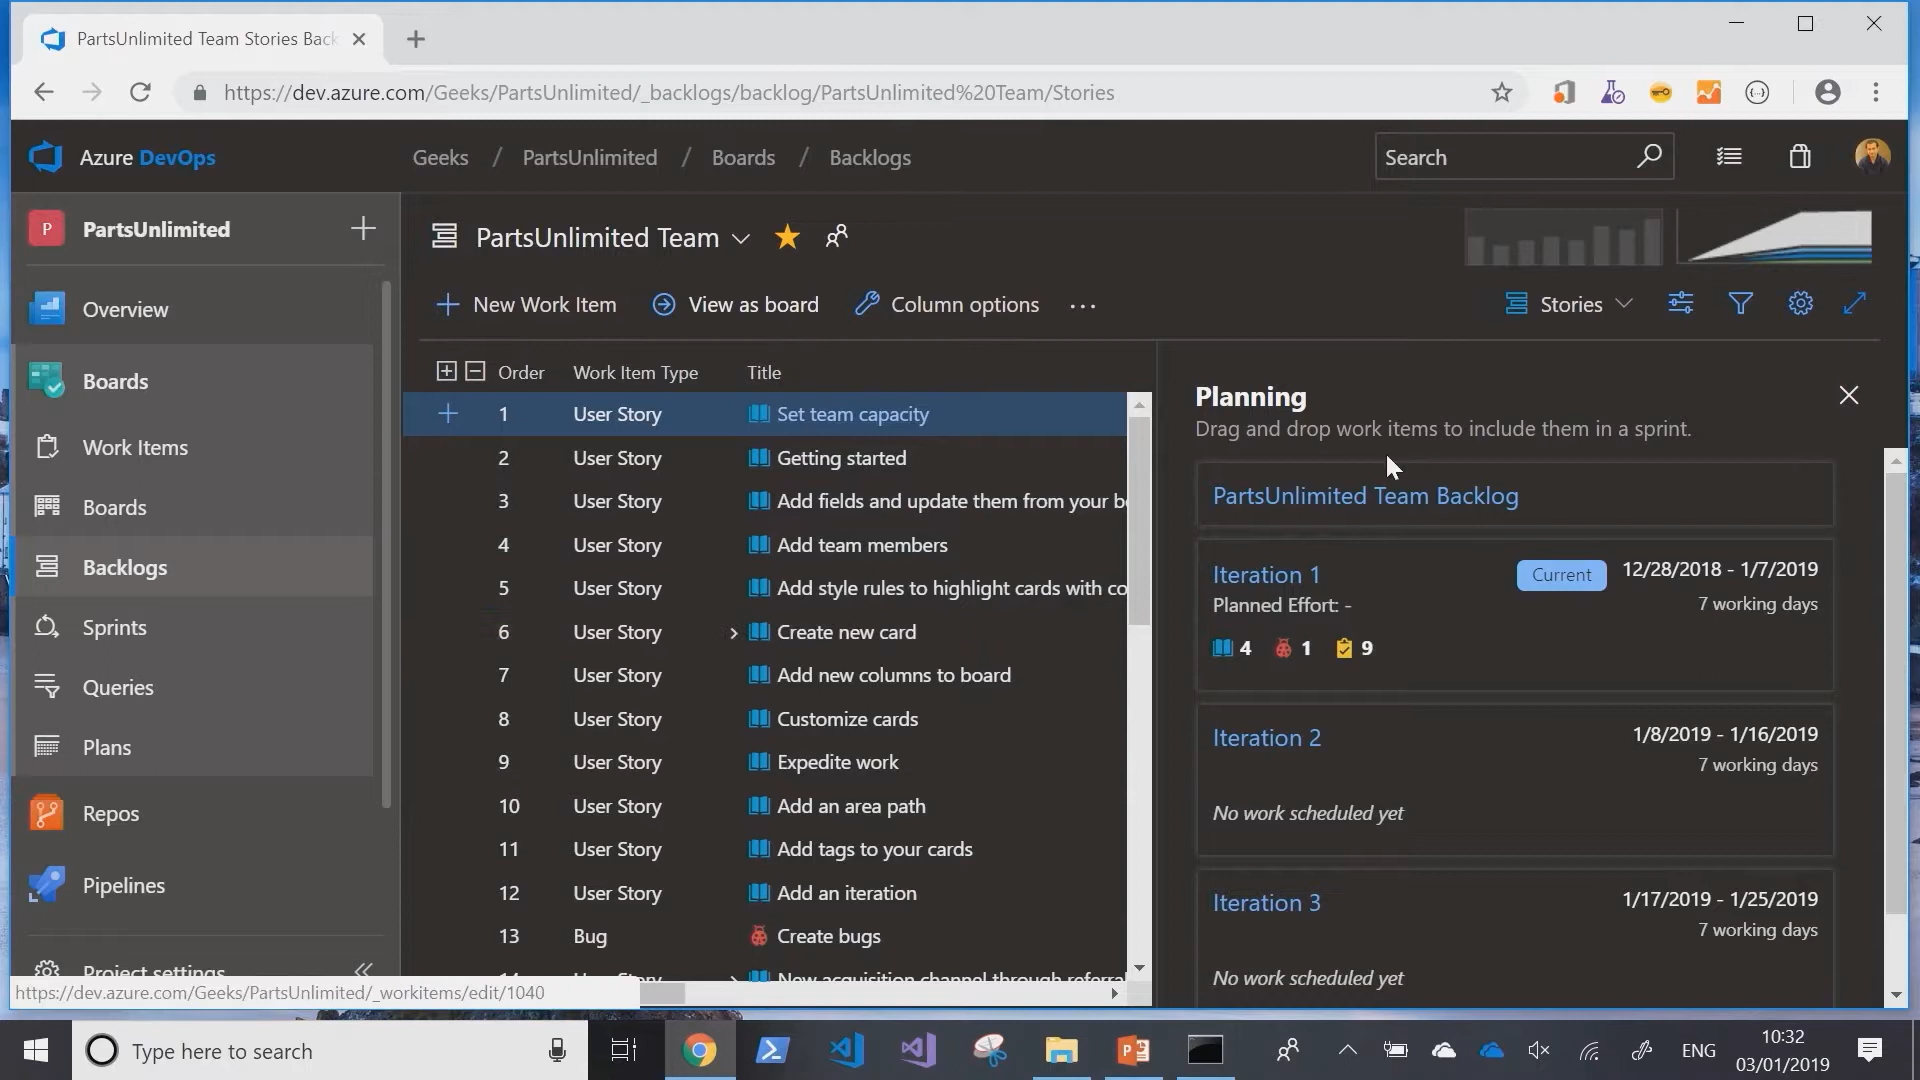 PartsUnlimited Team Stories Back
https://dev.azure.com/Geeks/PartsUnlimited/_backlogs/backlog/PartsUnlimited%20Team/Stories
Azure DevOps
Geeks / PartsUnlimited / Boards / Backlogs
Search
P PartsUnlimited
Overview
Boards
Work Items
Boards
Backlogs
Sprints
Queries
Plans
Repos
Pipelines
Project settings
https://dev.azure.com/Geeks/PartsUnlimited/_workitems/edit/1040
PartsUnlimited Team
New Work Item View as board Column options ...
Stories
Order Work Item Type Title
1 User Story Set team capacity
2 User Story Getting started
3 User Story Add fields and update them from your b
4 User Story Add team members
5 User Story Add style rules to highlight cards with co
6 User Story Create new card
7 User Story Add new columns to board
8 User Story Customize cards
9 User Story Expedite work
10 User Story Add an area path
11 User Story Add tags to your cards
12 User Story Add an iteration
13 Bug Create bugs
14 User Story New acquisition channel through referral
Planning
Drag and drop work items to include them in a sprint.
PartsUnlimited Team Backlog
Iteration 1 Current 12/28/2018 - 1/7/2019
Planned Effort: - 7 working days
4 1 9
Iteration 2 1/8/2019 - 1/16/2019
7 working days
No work scheduled yet
Iteration 3 1/17/2019 - 1/25/2019
7 working days
No work scheduled yet
Type here to search
ENG
10:32
03/01/2019